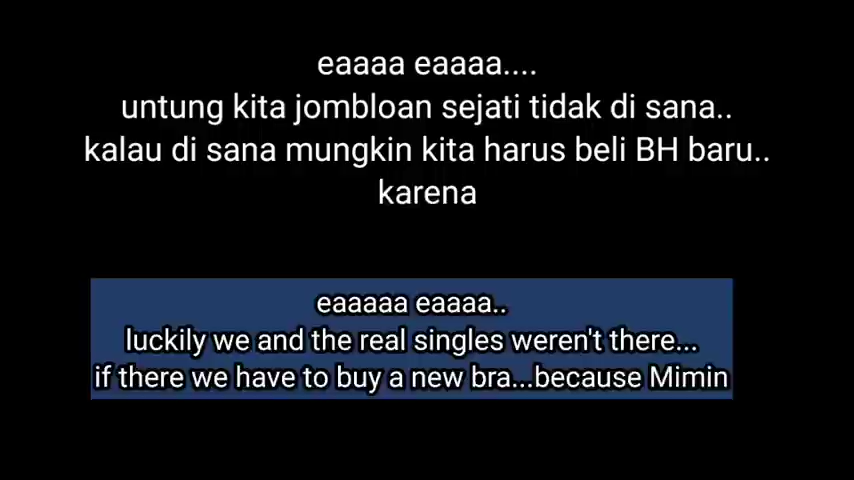 eaaaa eaaaa....
untung kita jombloan sejati tidak di sana..
kalau di sana mungkin kita harus beli BH baru..
karena
eaaaaa eaaaa..
luckily we and the real singles weren't there...
if there we have to buy a new bra...because Mimin